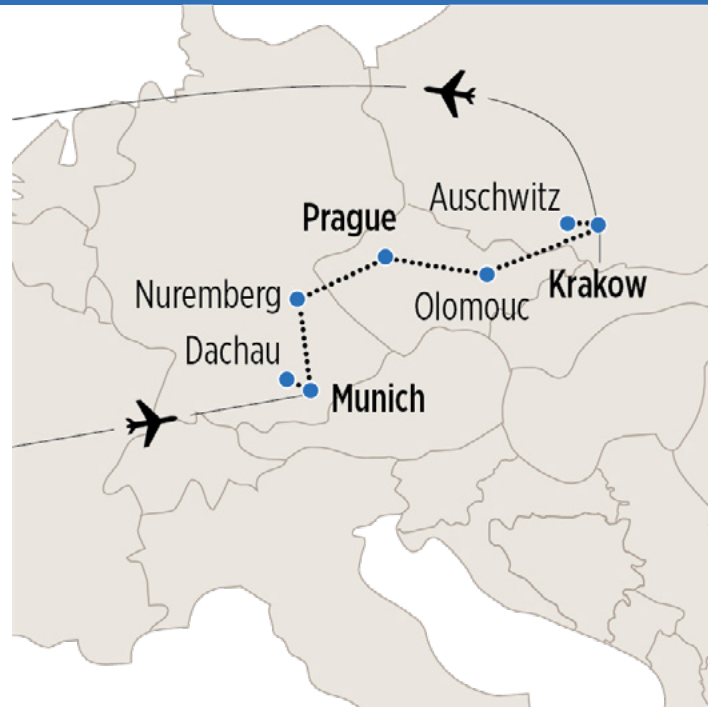 Auschwitz
Prague
Krakow
Nuremberg
Olomouc
Dachau
Munich